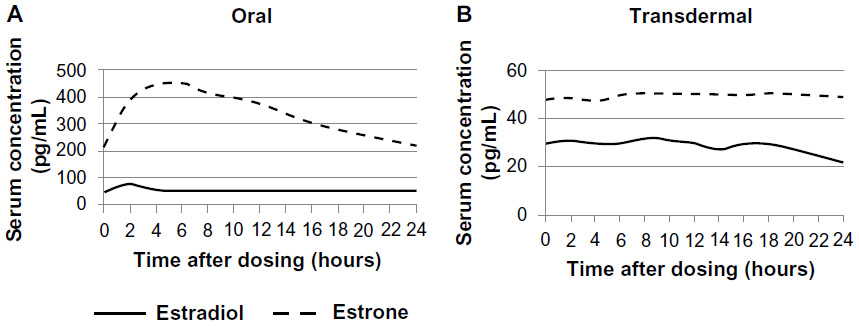 A Oral
Serum concentration
(pg/mL)
500
400
300
200
100
0
0 2 4 6 8 10 12 14 16 18 20 22 24
Time after dosing (hours)
B Transdermal
Serum concentration
(pg/mL)
60
40
20
0
0 2 4 6 8 10 12 14 16 18 20 22 24
Time after dosing (hours)
Estradiol Estrone